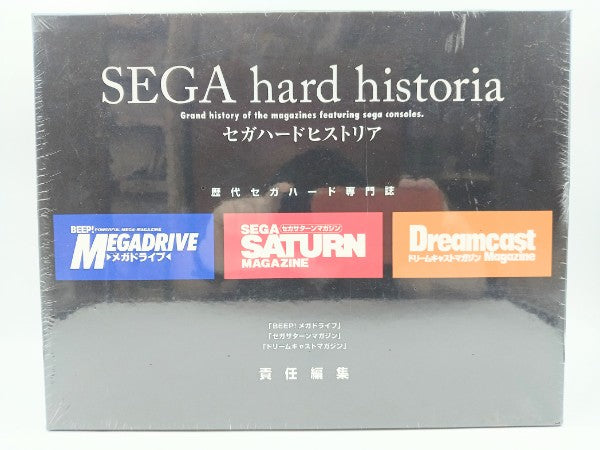 SEGA hard historia
Grand history of the magazines featuring sega consoles.
セガハードヒストリア
歴代セガハード専門誌
BEEP! POWERFUL MEGA MAGAZINE
MEGADRIVE
メガドライブ
SEGA セガサターンマガジン
SATURN
MAGAZINE
Dreamcast
ドリームキャストマガジン Magazine
「BEEP! メガドライブ」
「セガサターンマガジン」
「ドリームキャストマガジン」
責任編集